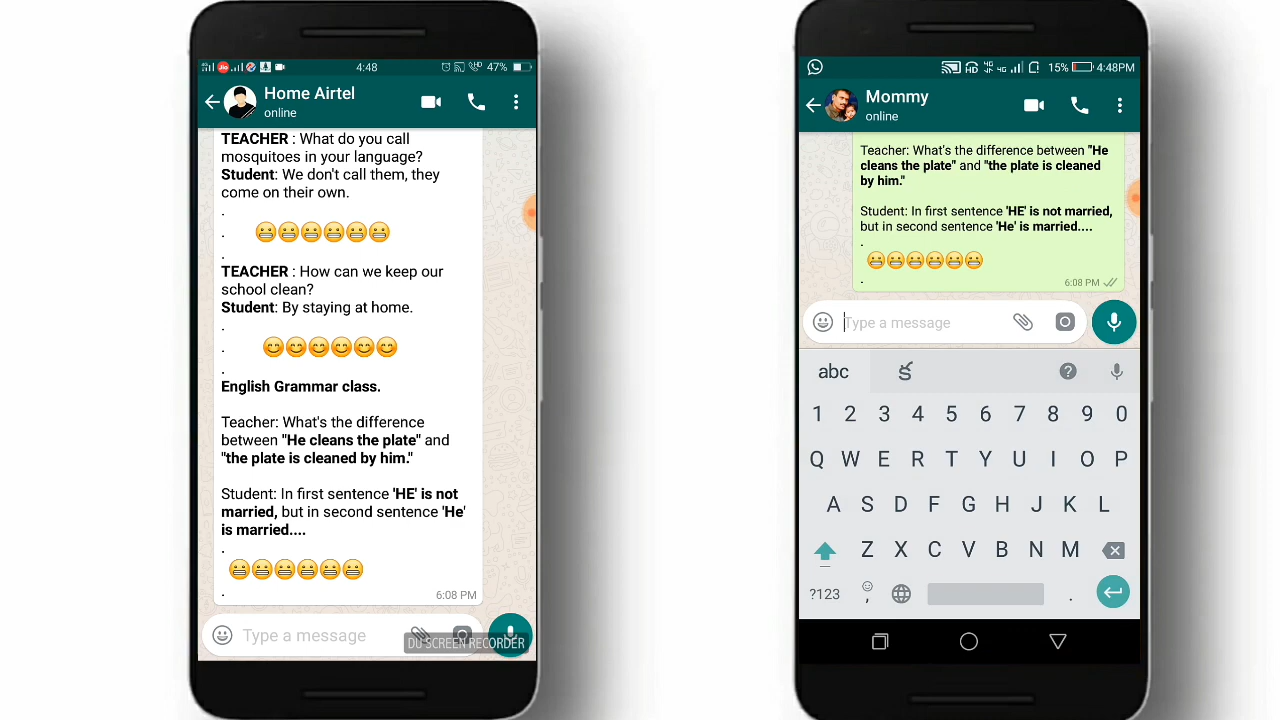 4:48
47%
Home Airtel
online
TEACHER : What do you call
mosquitoes in your language?
Student: We don't call them, they
come on their own.
.
. 😬😬😬😬😬😬
.
TEACHER : How can we keep our
school clean?
Student: By staying at home.
.
. 😊😊😊😊😊😊
.
English Grammar class.
Teacher: What's the difference
between "He cleans the plate" and
"the plate is cleaned by him."
Student: In first sentence 'HE' is not
married, but in second sentence 'He'
is married....
.
😬😬😬😬😬😬
.
6:08 PM
Type a message
DU SCREEN RECORDER
15% 4:48PM
Mommy
online
Teacher: What's the difference between "He
cleans the plate" and "the plate is cleaned
by him."
Student: In first sentence 'HE' is not married,
but in second sentence 'He' is married....
.
😬😬😬😬😬😬
.
6:08 PM
Type a message
abc
1 2 3 4 5 6 7 8 9 0
Q W E R T Y U I O P
A S D F G H J K L
Z X C V B N M
?123 , .